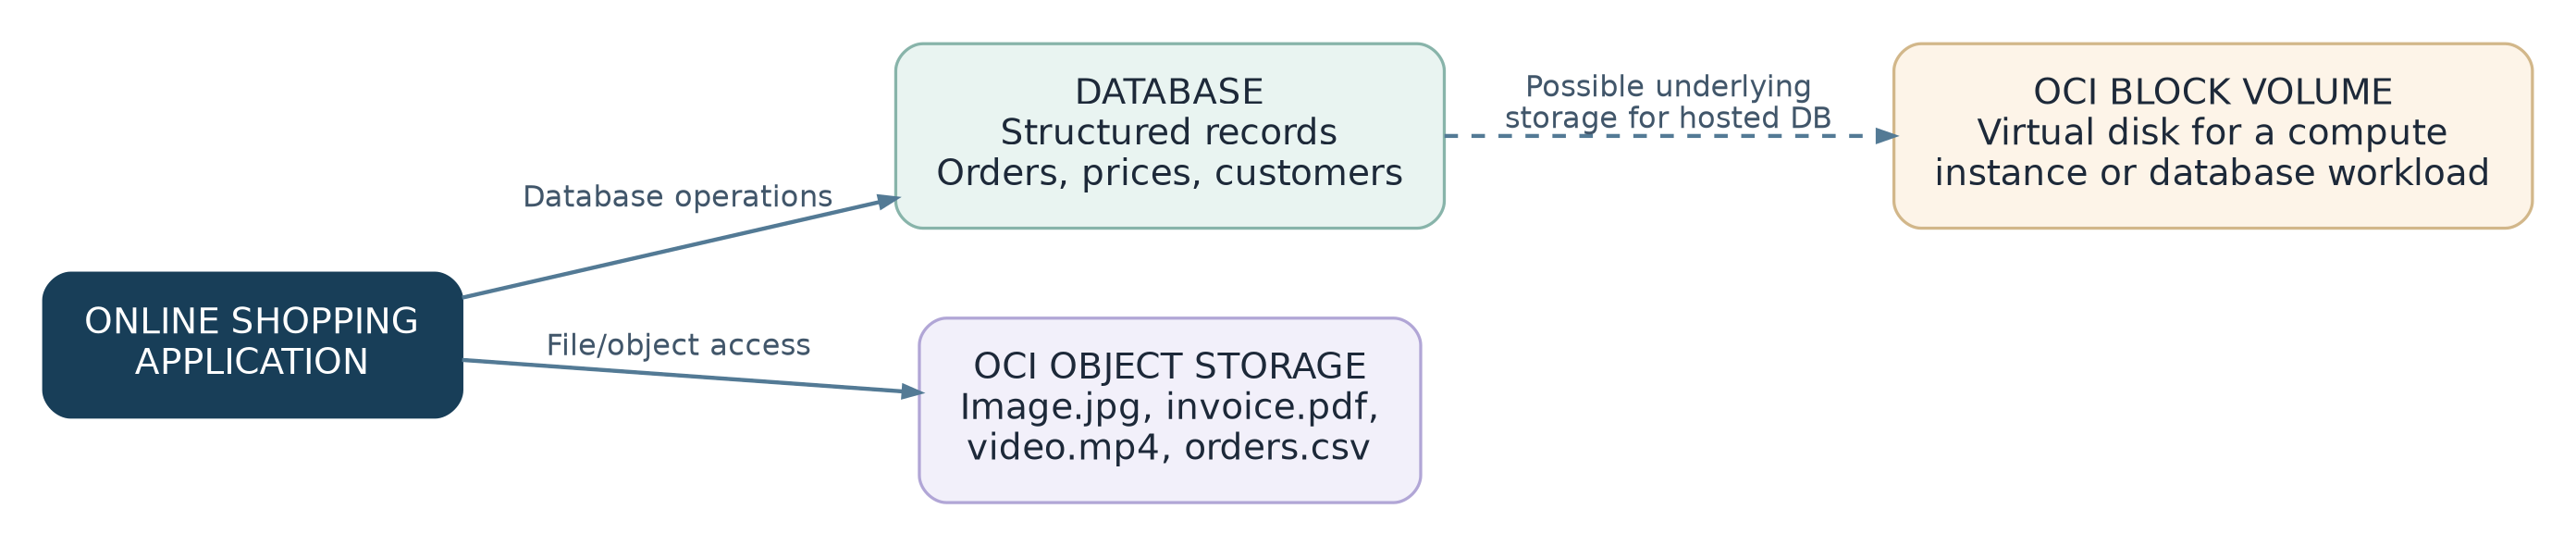 ONLINE SHOPPING
APPLICATION
Database operations
File/object access
DATABASE
Structured records
Orders, prices, customers
OCI OBJECT STORAGE
Image.jpg, invoice.pdf,
video.mp4, orders.csv
Possible underlying
storage for hosted DB
OCI BLOCK VOLUME
Virtual disk for a compute
instance or database workload